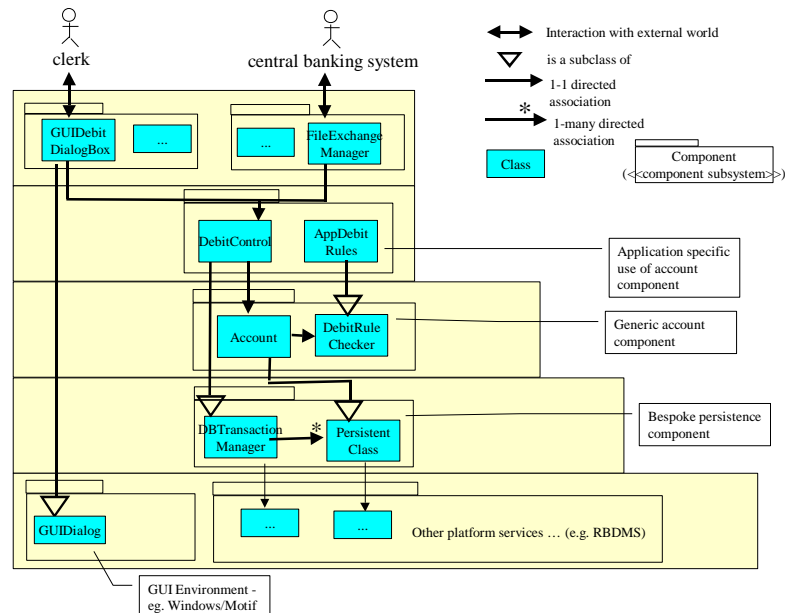 clerk
central banking system
Interaction with external world
is a subclass of
1-1 directed
association
*
1-many directed
association
Class
Component
(<<component subsystem>>)
GUIDebit
DialogBox
...
...
FileExchange
Manager
DebitControl
AppDebit
Rules
Application specific
use of account
component
Account
DebitRule
Checker
Generic account
component
DBTransaction
Manager
*
Persistent
Class
Bespoke persistence
component
GUIDialog
...
...
Other platform services … (e.g. RBDMS)
GUI Environment -
eg. Windows/Motif